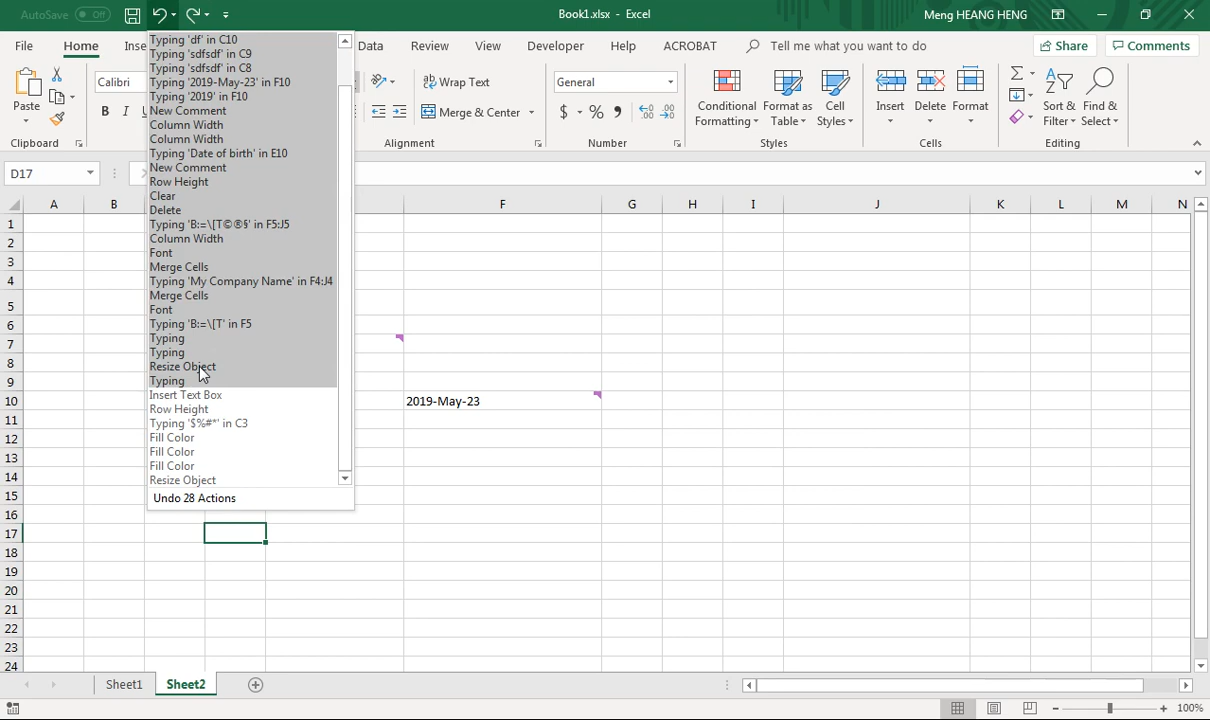 AutoSave Off Book1.xlsx - Excel Meng HEANG HENG
File Home Inse Data Review View Developer Help ACROBAT Tell me what you want to do Share Comments
Paste
Calibri
B I
Wrap Text
Merge & Center
General
$ % ,
Conditional Formatting
Format as Table
Cell Styles
Insert
Delete
Format
Sort & Filter
Find & Select
Clipboard Alignment Number Styles Cells Editing
D17
A B F G H I J K L M N
Typing 'df' in C10
Typing 'sdfsdf' in C9
Typing 'sdfsdf' in C8
Typing '2019-May-23' in F10
Typing '2019' in F10
New Comment
Column Width
Column Width
Typing 'Date of birth' in E10
New Comment
Row Height
Clear
Delete
Typing 'B:=\[T©®§' in F5:J5
Column Width
Font
Merge Cells
Typing 'My Company Name' in F4:J4
Merge Cells
Font
Typing 'B:=\[T' in F5
Typing
Typing
Resize Object
Typing
Insert Text Box
Row Height
Typing '$%#*' in C3
Fill Color
Fill Color
Fill Color
Resize Object
Undo 28 Actions
1
2
3
4
5
6
7
8
9
10 2019-May-23
11
12
13
14
15
16
17
18
19
20
21
22
23
24
Sheet1 Sheet2
100%